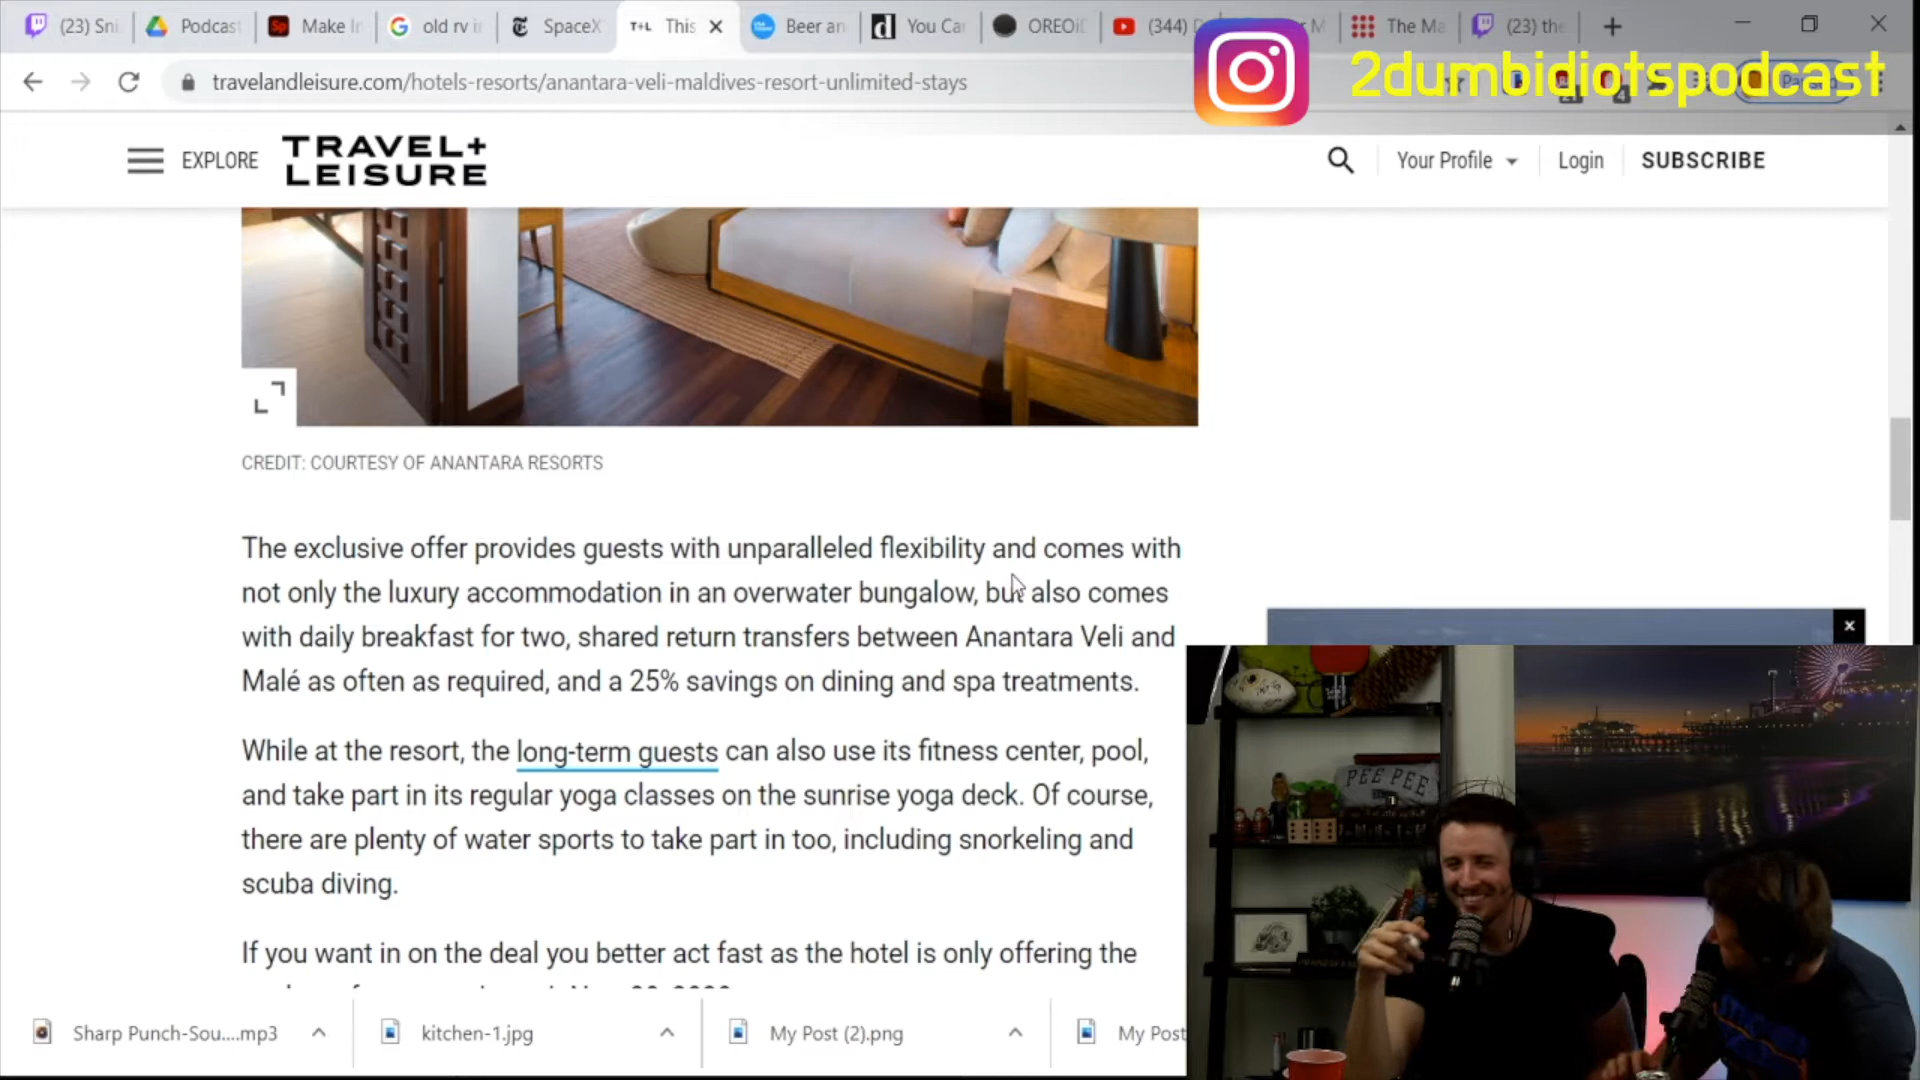 (23) Sni
Podcast
Make In
old rv in
SpaceX
T+L This
Beer an
You Car
OREOiD
(344) D
The Ma
(23) the
travelandleisure.com/hotels-resorts/anantara-veli-maldives-resort-unlimited-stays
2dumbidiotspodcast
EXPLORE
TRAVEL+
LEISURE
Your Profile
Login
SUBSCRIBE
CREDIT: COURTESY OF ANANTARA RESORTS
The exclusive offer provides guests with unparalleled flexibility and comes with
not only the luxury accommodation in an overwater bungalow, but also comes
with daily breakfast for two, shared return transfers between Anantara Veli and
Malé as often as required, and a 25% savings on dining and spa treatments.
While at the resort, the long-term guests can also use its fitness center, pool,
and take part in its regular yoga classes on the sunrise yoga deck. Of course,
there are plenty of water sports to take part in too, including snorkeling and
scuba diving.
If you want in on the deal you better act fast as the hotel is only offering the
PEE PEE
Sharp Punch-Sou....mp3
kitchen-1.jpg
My Post (2).png
My Post